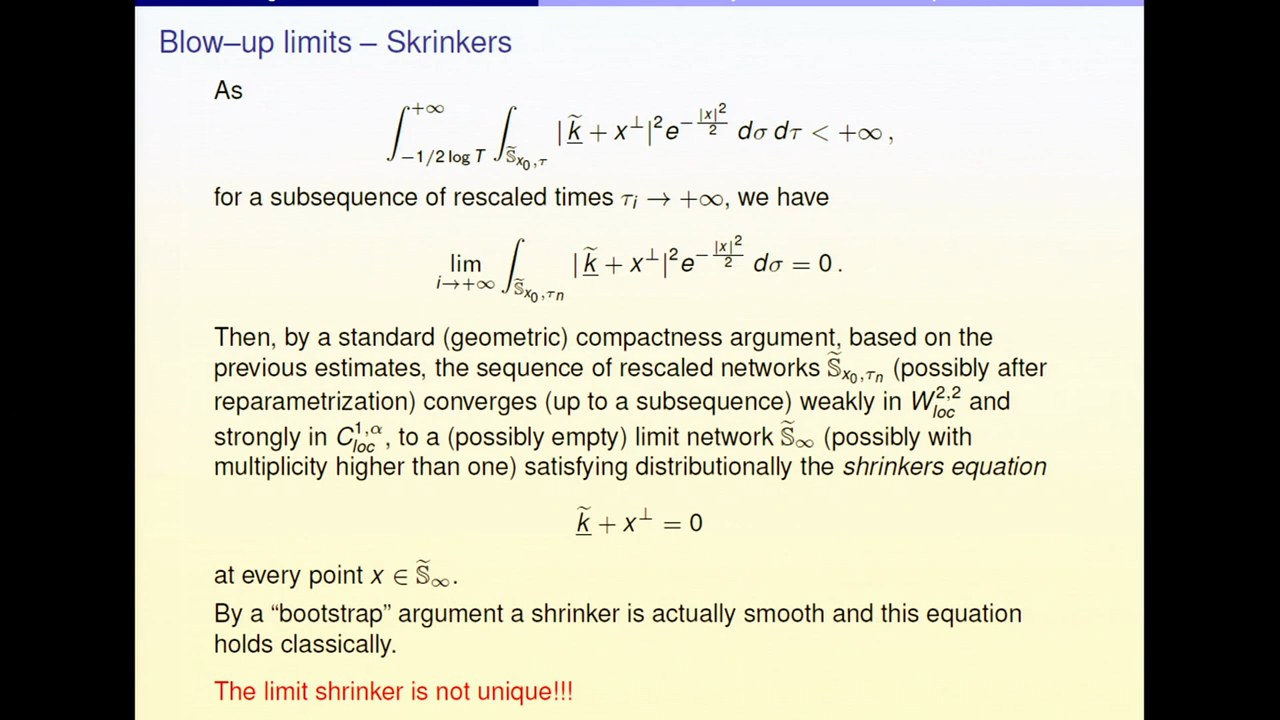 Blow–up limits – Skrinkers
As
∫_{−1/2 log T}^{+∞} ∫_{𝕊̃_{x₀,τ}} |k̲̃ + x^⊥|² e^{−|x|²/2} dσ dτ < +∞ ,
for a subsequence of rescaled times τᵢ → +∞, we have
lim_{i→+∞} ∫_{𝕊̃_{x₀,τₙ}} |k̲̃ + x^⊥|² e^{−|x|²/2} dσ = 0 .
Then, by a standard (geometric) compactness argument, based on the
previous estimates, the sequence of rescaled networks 𝕊̃_{x₀,τₙ} (possibly after
reparametrization) converges (up to a subsequence) weakly in W^{2,2}_{loc} and
strongly in C^{1,α}_{loc}, to a (possibly empty) limit network 𝕊̃_∞ (possibly with
multiplicity higher than one) satisfying distributionally the shrinkers equation
k̲̃ + x^⊥ = 0
at every point x ∈ 𝕊̃_∞.
By a “bootstrap” argument a shrinker is actually smooth and this equation
holds classically.
The limit shrinker is not unique!!!